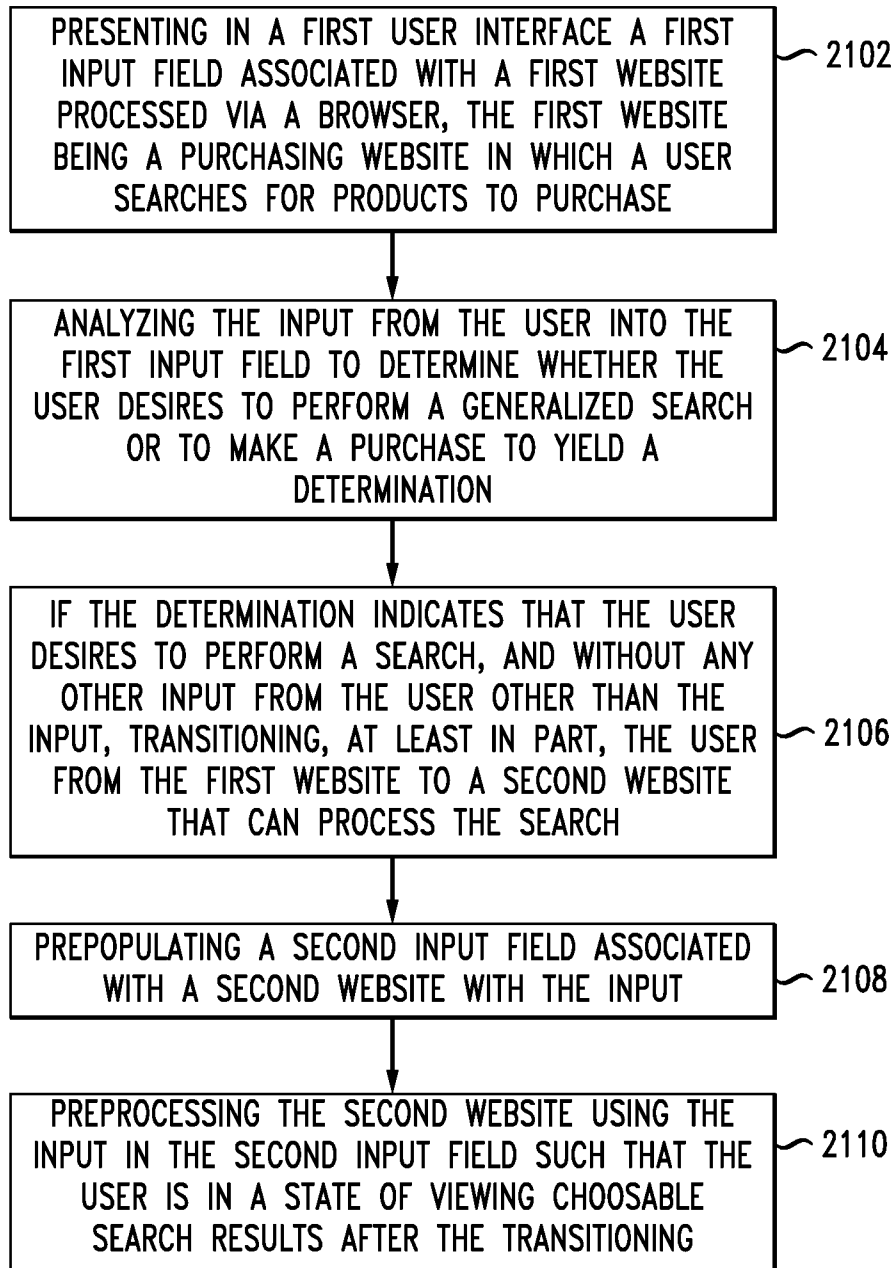 PRESENTING IN A FIRST USER INTERFACE A FIRST
INPUT FIELD ASSOCIATED WITH A FIRST WEBSITE
PROCESSED VIA A BROWSER, THE FIRST WEBSITE
BEING A PURCHASING WEBSITE IN WHICH A USER
SEARCHES FOR PRODUCTS TO PURCHASE
2102
ANALYZING THE INPUT FROM THE USER INTO THE
FIRST INPUT FIELD TO DETERMINE WHETHER THE
USER DESIRES TO PERFORM A GENERALIZED SEARCH
OR TO MAKE A PURCHASE TO YIELD A
DETERMINATION
2104
IF THE DETERMINATION INDICATES THAT THE USER
DESIRES TO PERFORM A SEARCH, AND WITHOUT ANY
OTHER INPUT FROM THE USER OTHER THAN THE
INPUT, TRANSITIONING, AT LEAST IN PART, THE USER
FROM THE FIRST WEBSITE TO A SECOND WEBSITE
THAT CAN PROCESS THE SEARCH
2106
PREPOPULATING A SECOND INPUT FIELD ASSOCIATED
WITH A SECOND WEBSITE WITH THE INPUT
2108
PREPROCESSING THE SECOND WEBSITE USING THE
INPUT IN THE SECOND INPUT FIELD SUCH THAT THE
USER IS IN A STATE OF VIEWING CHOOSABLE
SEARCH RESULTS AFTER THE TRANSITIONING
2110